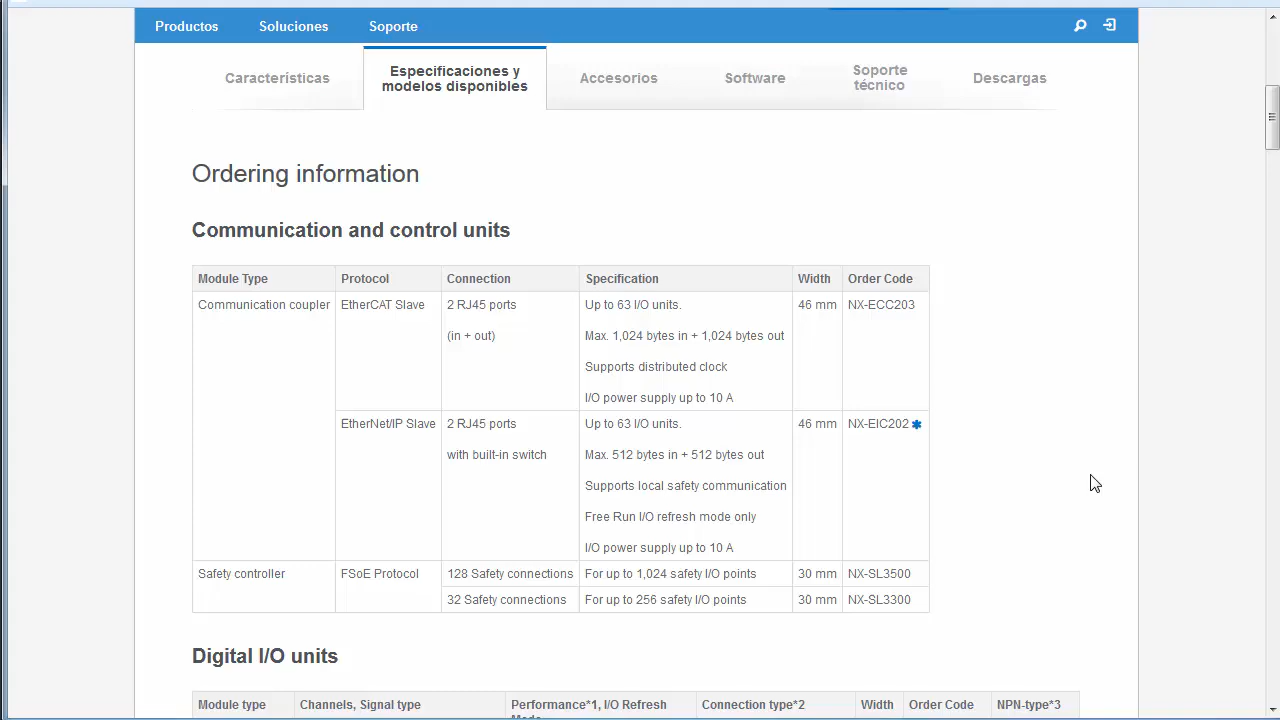 Productos Soluciones Soporte
Características
Especificaciones y
modelos disponibles
Accesorios
Software
Soporte
técnico
Descargas
Ordering information
Communication and control units
Module Type Protocol Connection Specification Width Order Code
Communication coupler EtherCAT Slave 2 RJ45 ports Up to 63 I/O units. 46 mm NX-ECC203
(in + out) Max. 1,024 bytes in + 1,024 bytes out
Supports distributed clock
I/O power supply up to 10 A
EtherNet/IP Slave 2 RJ45 ports Up to 63 I/O units. 46 mm NX-EIC202 *
with built-in switch Max. 512 bytes in + 512 bytes out
Supports local safety communication
Free Run I/O refresh mode only
I/O power supply up to 10 A
Safety controller FSoE Protocol 128 Safety connections For up to 1,024 safety I/O points 30 mm NX-SL3500
32 Safety connections For up to 256 safety I/O points 30 mm NX-SL3300
Digital I/O units
Module type Channels, Signal type Performance*1, I/O Refresh Connection type*2 Width Order Code NPN-type*3